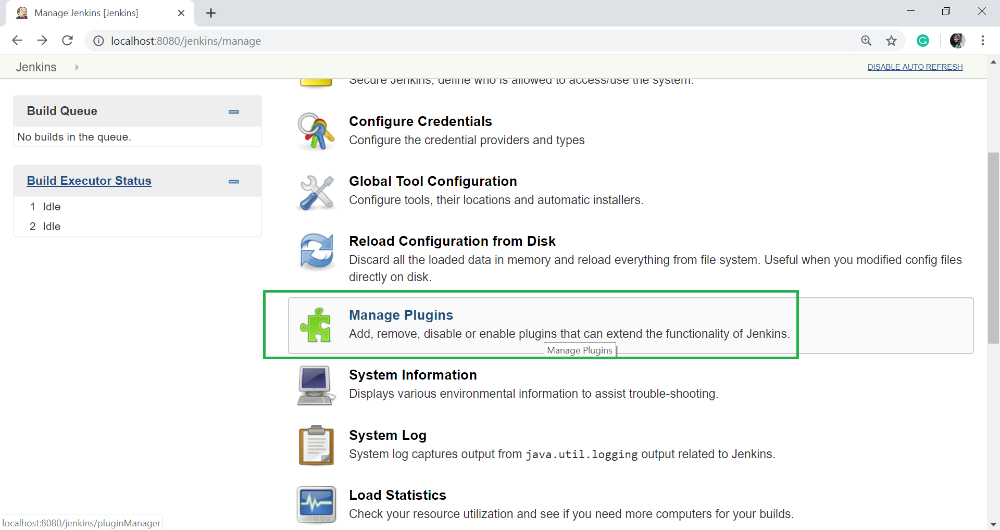 Manage Jenkins [Jenkins]
localhost:8080/jenkins/manage
Jenkins
DISABLE AUTO REFRESH
Secure Jenkins; define who is allowed to access/use the system.
Build Queue
No builds in the queue.
Build Executor Status
1 Idle
2 Idle
Configure Credentials
Configure the credential providers and types
Global Tool Configuration
Configure tools, their locations and automatic installers.
Reload Configuration from Disk
Discard all the loaded data in memory and reload everything from file system. Useful when you modified config files
directly on disk.
Manage Plugins
Add, remove, disable or enable plugins that can extend the functionality of Jenkins.
Manage Plugins
System Information
Displays various environmental information to assist trouble-shooting.
System Log
System log captures output from java.util.logging output related to Jenkins.
Load Statistics
Check your resource utilization and see if you need more computers for your builds.
localhost:8080/jenkins/pluginManager